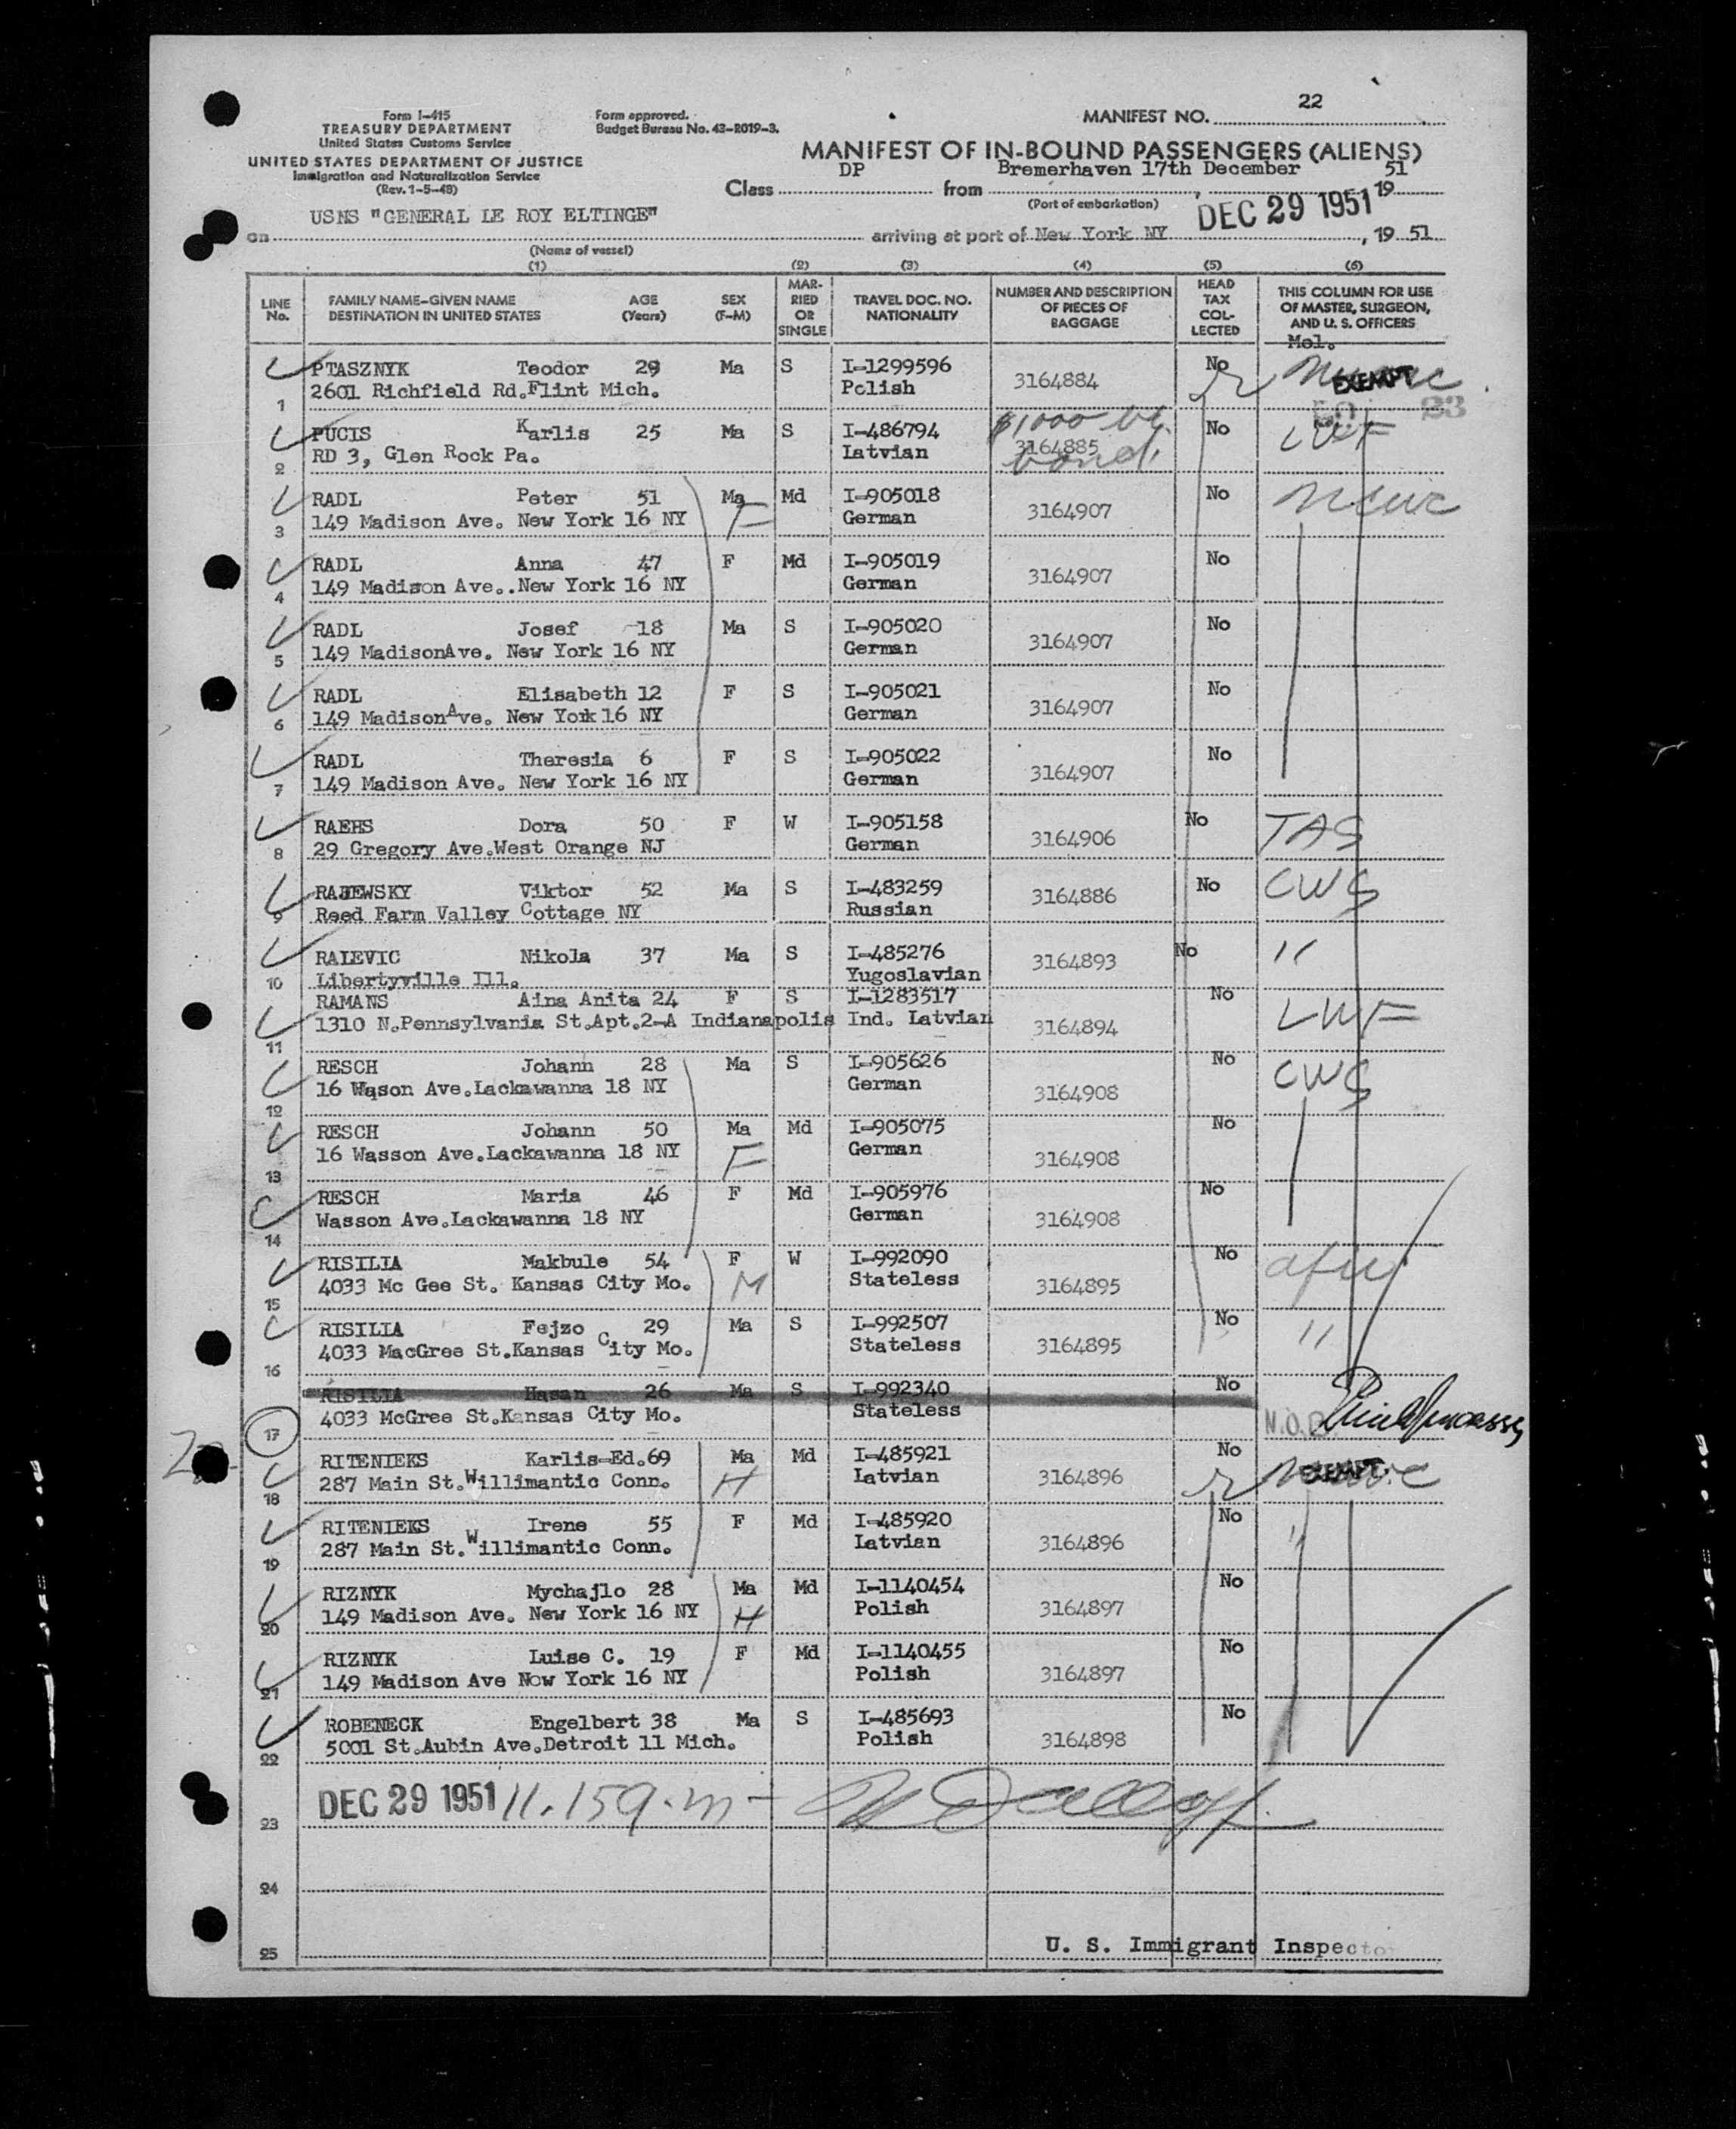 Form I-415
TREASURY DEPARTMENT
United States Customs Service
UNITED STATES DEPARTMENT OF JUSTICE
Immigration and Naturalization Service
(Rev. 1-5-48)
Form approved.
Budget Bureau No. 43-R019-3.
MANIFEST NO. 22
MANIFEST OF IN-BOUND PASSENGERS (ALIENS)
Class DP from Bremerhaven 17th December, 19 51
(Port of embarkation)
DEC 29 1951
on USNS "GENERAL LE ROY ELTINGE" arriving at port of New York NY, 19 51
(Name of vessel)
(1) (2) (3) (4) (5) (6)
LINE No. FAMILY NAME-GIVEN NAME DESTINATION IN UNITED STATES AGE (Years) SEX (F-M) MARRIED OR SINGLE TRAVEL DOC. NO. NATIONALITY NUMBER AND DESCRIPTION OF PIECES OF BAGGAGE HEAD TAX COLLECTED THIS COLUMN FOR USE OF MASTER, SURGEON, AND U. S. OFFICERS
Mel.
1 PTASZNYK Teodor 29 Ma S I-1299596 3164884 No EXEMPT
2601 Richfield Rd.Flint Mich. Polish
23
2 PUCIS Karlis 25 Ma S I-486794 3164885 No LWF
$1000 bond
RD 3, Glen Rock Pa. Latvian
3 RADL Peter 51 Ma F Md I-905018 3164907 No ncwc
149 Madison Ave. New York 16 NY German
4 RADL Anna 47 F Md I-905019 3164907 No
149 Madison Ave..New York 16 NY German
5 RADL Josef 18 Ma S I-905020 3164907 No
149 MadisonAve. New York 16 NY German
6 RADL Elisabeth 12 F S I-905021 3164907 No
149 MadisonAve. New York 16 NY German
7 RADL Theresia 6 F S I-905022 3164907 No
149 Madison Ave. New York 16 NY German
8 RAEHS Dora 50 F W I-905158 3164906 No TAS
29 Gregory Ave.West Orange NJ German
9 RAJEWSKY Viktor 52 Ma S I-483259 3164886 No CWS
Reed Farm Valley Cottage NY Russian
10 RALEVIC Nikola 37 Ma S I-485276 3164893 No "
Libertyville Ill. Yugoslavian
11 RAMANS Aina Anita 24 F S I-1283517 3164894 No LWF
1310 N.Pennsylvania St.Apt.2-A Indianapolis Ind. Latvian
12 RESCH Johann 28 Ma S I-905626 3164908 No CWS
16 Wason Ave.Lackawanna 18 NY German
13 RESCH Johann 50 Ma F Md I-905075 3164908 No
16 Wasson Ave.Lackawanna 18 NY German
14 RESCH Maria 46 F Md I-905976 3164908 No
Wasson Ave.Lackawanna 18 NY German
15 RISILIA Makbule 54 F M W I-992090 3164895 No
4033 Mc Gee St. Kansas City Mo. Stateless
16 RISILIA Fejzo 29 Ma S I-992507 3164895 No "
4033 MacGree St.Kansas City Mo. Stateless
17 RISILIA Hasan 26 Ma S I-992340 No N.O.B.
4033 McGree St.Kansas City Mo. Stateless
18 RITENIEKS Karlis-Ed.69 Ma H Md I-485921 3164896 No EXEMPT
287 Main St.Willimantic Conn. Latvian
19 RITENIEKS Irene 55 F Md I-485920 3164896 No "
287 Main St.Willimantic Conn. Latvian
20 RIZNYK Mychajlo 28 Ma H Md I-1140454 3164897 No
149 Madison Ave. New York 16 NY Polish
21 RIZNYK Luise C. 19 F Md I-1140455 3164897 No
149 Madison Ave Now York 16 NY Polish
22 ROBENECK Engelbert 38 Ma S I-485693 3164898 No
5001 St.Aubin Ave.Detroit 11 Mich. Polish
23 DEC 29 1951 11.15 a.m -
24
25 U. S. Immigrant Inspector